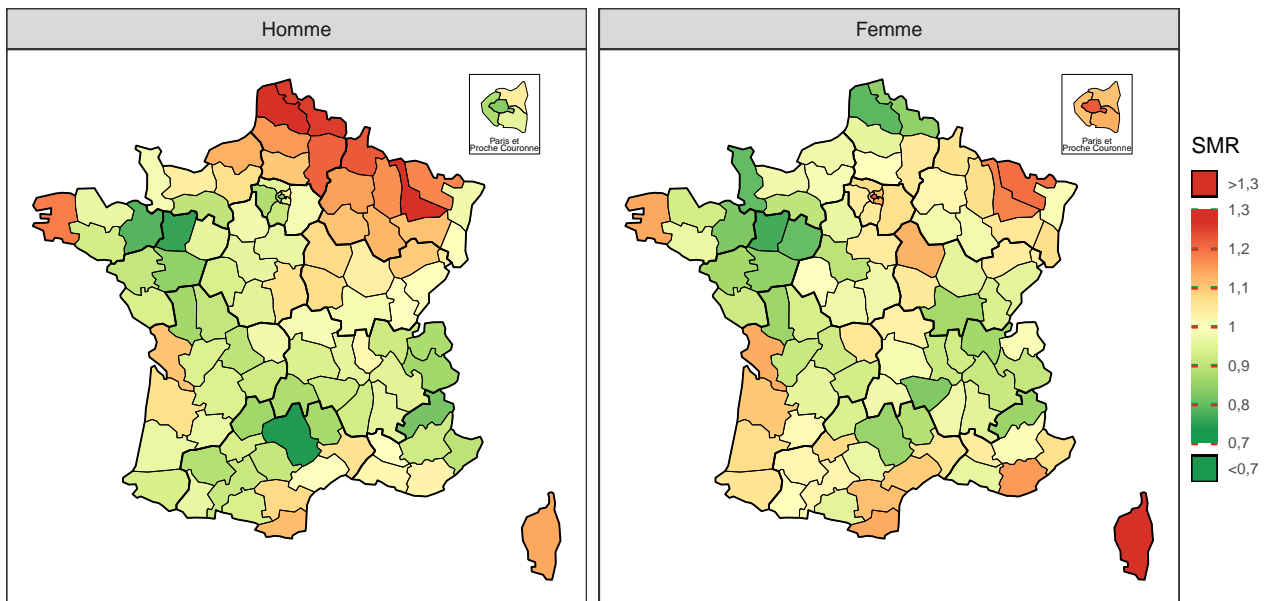 Homme
Femme
Paris et
Proche Couronne
Paris et
Proche Couronne
SMR
>1,3
1,3
1,2
1,1
1
0,9
0,8
0,7
<0,7